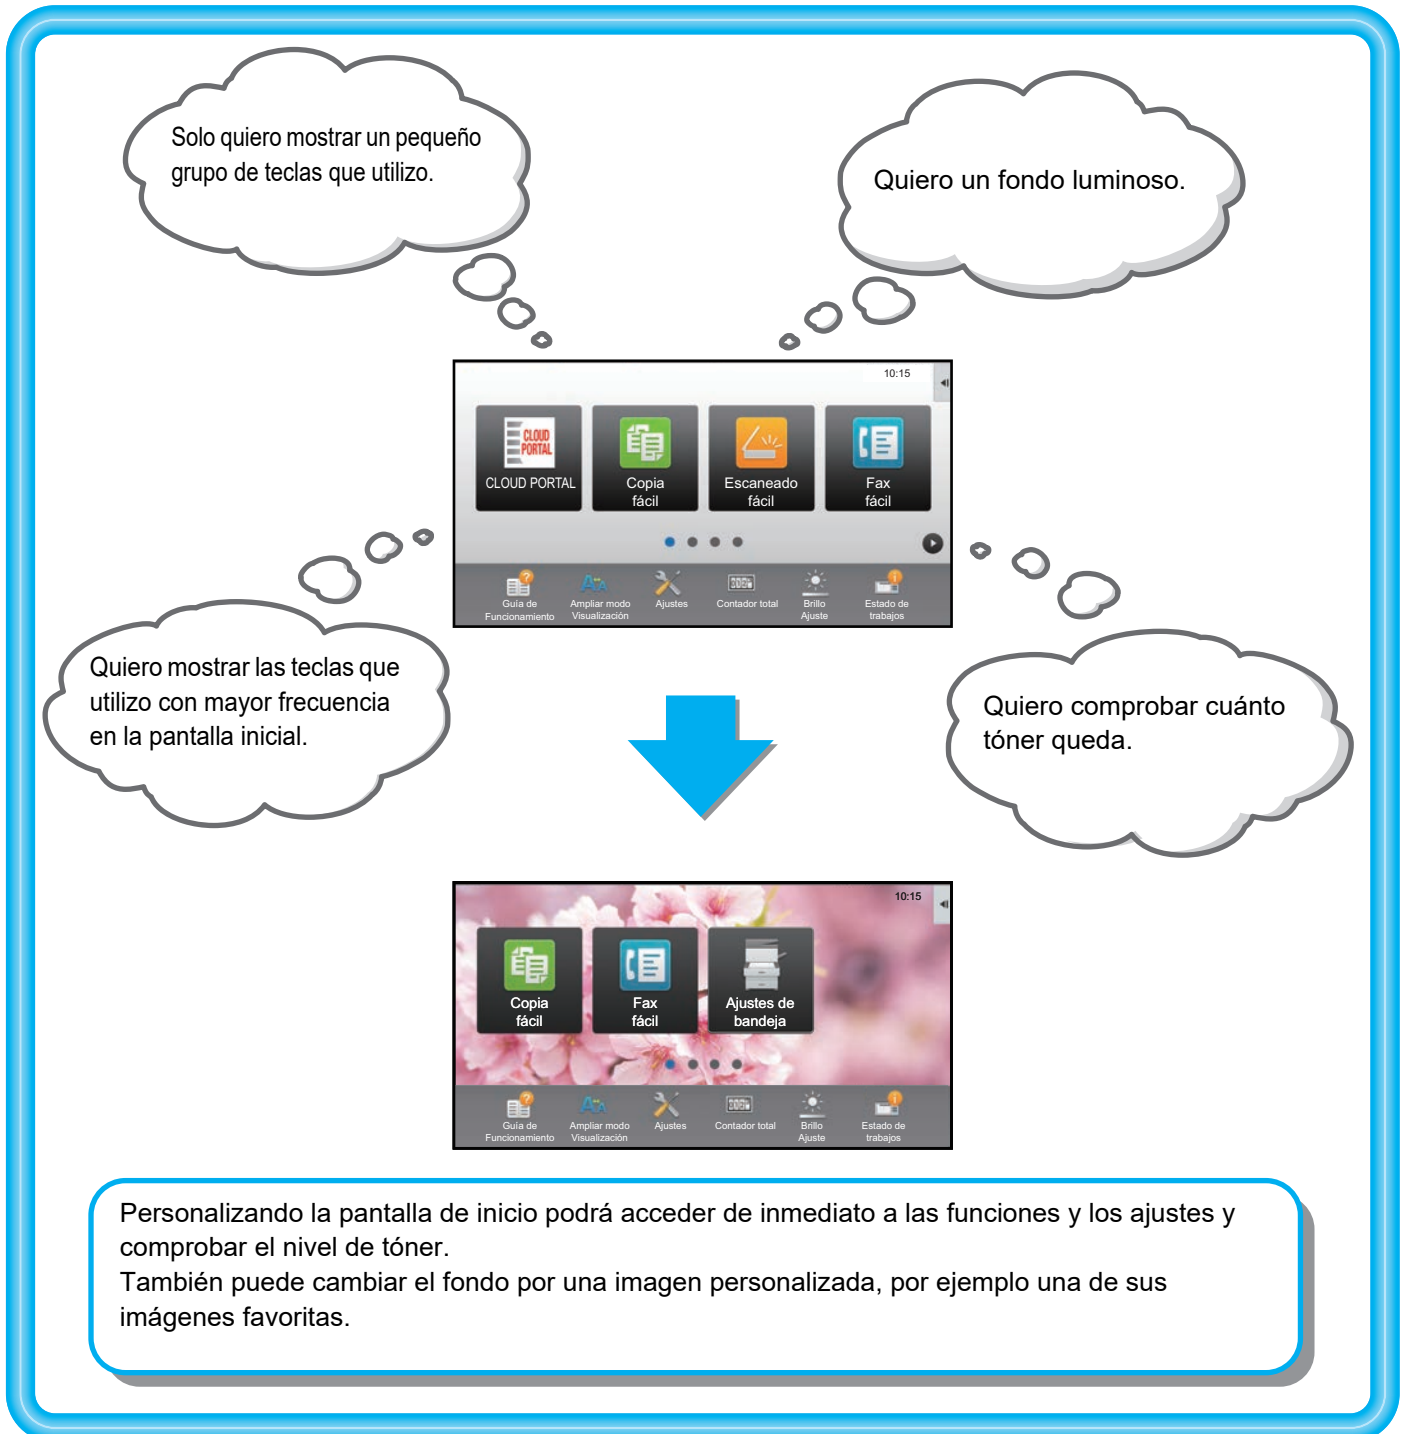 Solo quiero mostrar un pequeño
grupo de teclas que utilizo.
Quiero un fondo luminoso.
10:15
CLOUD
PORTAL
CLOUD PORTAL
Copia
fácil
Escaneado
fácil
Fax
fácil
Guía de
Funcionamiento
Ampliar modo
Visualización
Ajustes
Contador total
Brillo
Ajuste
Estado de
trabajos
Quiero mostrar las teclas que
utilizo con mayor frecuencia
en la pantalla inicial.
Quiero comprobar cuánto
tóner queda.
10:15
Copia
fácil
Fax
fácil
Ajustes de
bandeja
Guía de
Funcionamiento
Ampliar modo
Visualización
Ajustes
Contador total
Brillo
Ajuste
Estado de
trabajos
Personalizando la pantalla de inicio podrá acceder de inmediato a las funciones y los ajustes y
comprobar el nivel de tóner.
También puede cambiar el fondo por una imagen personalizada, por ejemplo una de sus
imágenes favoritas.